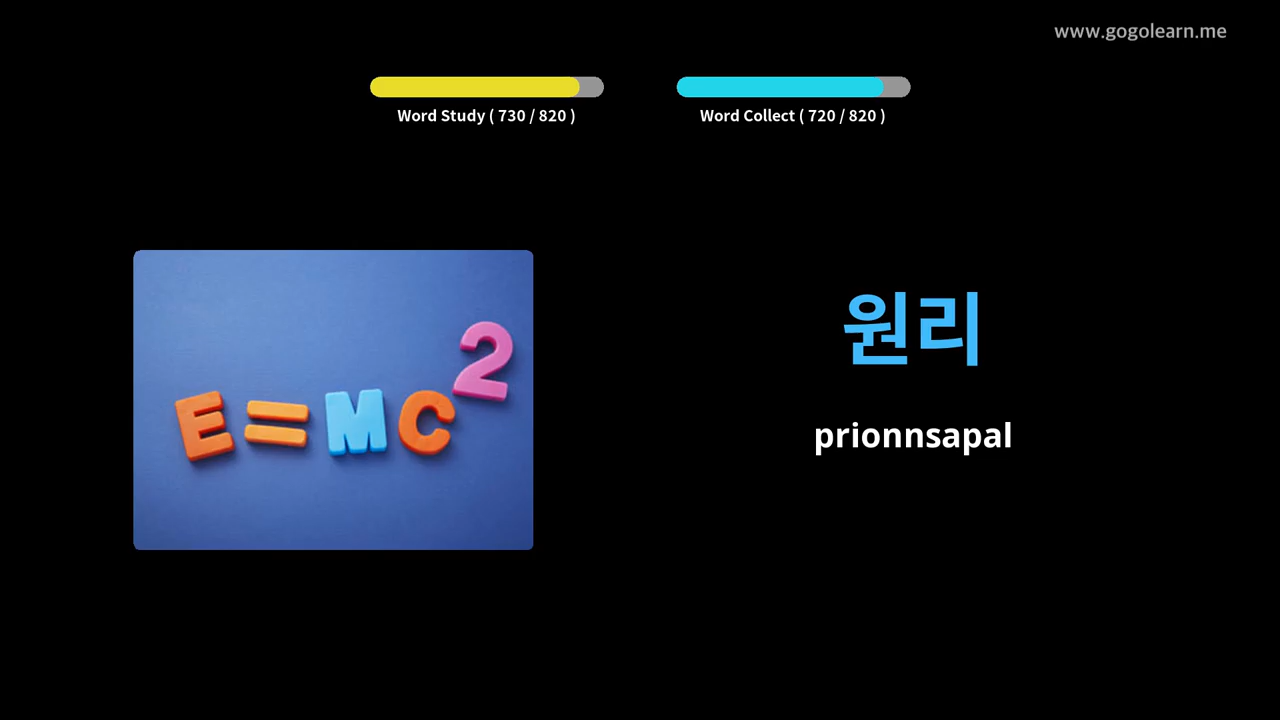 www.gogolearn.me
Word Study ( 730 / 820 )
Word Collect ( 720 / 820 )
E=MC2
원리
prionnsapal